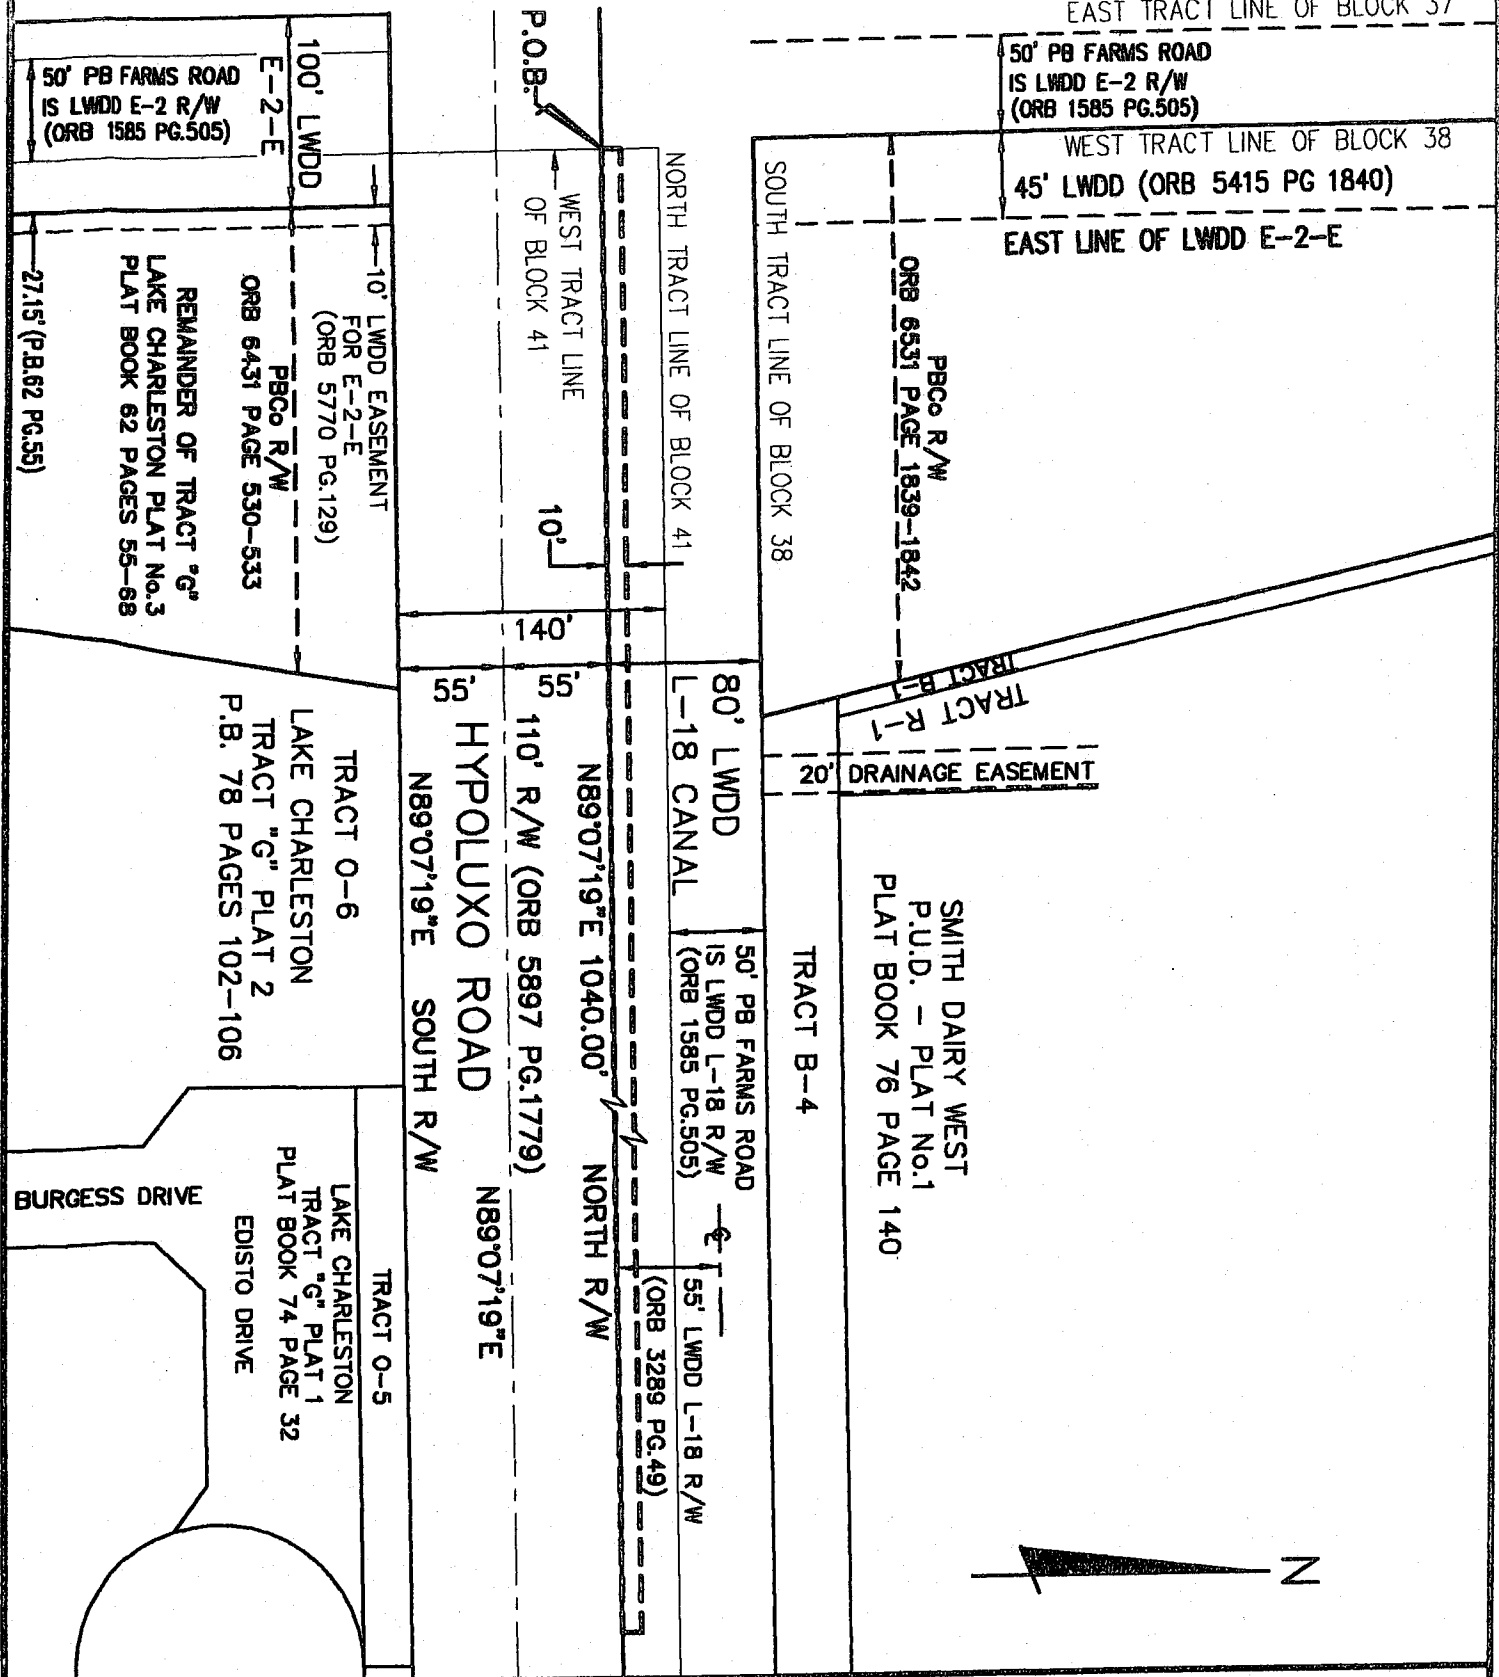 EAST TRACT LINE OF BLOCK 37
50' PB FARMS ROAD
IS LWDD E-2 R/W
(ORB 1585 PG.505)
WEST TRACT LINE OF BLOCK 38
45' LWDD (ORB 5415 PG 1840)
EAST LINE OF LWDD E-2-E
PBCo R/W
ORB 6531 PAGE 1839-1842
SOUTH TRACT LINE OF BLOCK 38
NORTH TRACT LINE OF BLOCK 41
P.O.B.
WEST TRACT LINE
OF BLOCK 41
10'
100' LWDD
E-2-E
50' PB FARMS ROAD
IS LWDD E-2 R/W
(ORB 1585 PG.505)
10' LWDD EASEMENT
FOR E-2-E
(ORB 5770 PG.129)
PBCo R/W
ORB 6431 PAGE 530-533
REMAINDER OF TRACT "G"
LAKE CHARLESTON PLAT No.3
PLAT BOOK 62 PAGES 55-68
27.15' (P.B.62 PG.55)
TRACT B-1
TRACT R-1
20' DRAINAGE EASEMENT
SMITH DAIRY WEST
P.U.D. - PLAT No.1
PLAT BOOK 76 PAGE 140
TRACT B-4
80' LWDD
L-18 CANAL
50' PB FARMS ROAD
IS LWDD L-18 R/W
(ORB 1585 PG.505)
℄
55' LWDD L-18 R/W
(ORB 3289 PG.49)
140'
55'
55'
N89°07'19"E 1040.00'
NORTH R/W
110' R/W (ORB 5897 PG.1779)
N89°07'19"E
HYPOLUXO ROAD
N89°07'19"E
SOUTH R/W
TRACT O-6
LAKE CHARLESTON
TRACT "G" PLAT 2
P.B. 78 PAGES 102-106
TRACT O-5
LAKE CHARLESTON
TRACT "G" PLAT 1
PLAT BOOK 74 PAGE 32
EDISTO DRIVE
BURGESS DRIVE
N